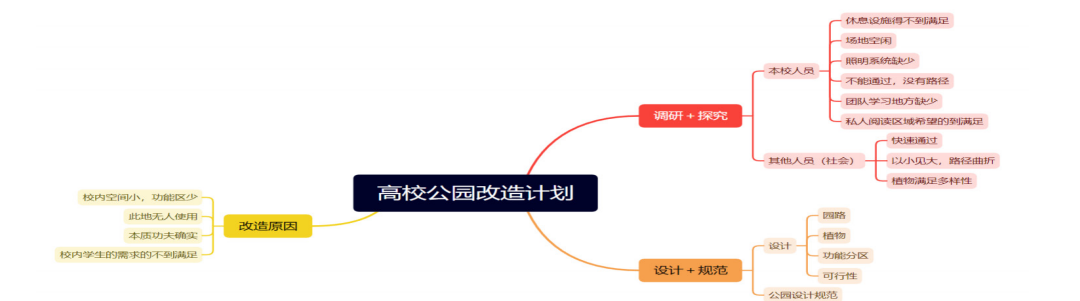 高校公园改造计划
调研+探究
本校人员
休息设施得不到满足
场地空闲
照明系统缺少
不能通过，没有路径
团队学习地方缺少
私人阅读区域希望的到满足
其他人员（社会）
快速通过
以小见大，路径曲折
植物满足多样性
设计+规范
设计
园路
植物
功能分区
可行性
公园设计规范
改造原因
校内空间小，功能区少
此地无人使用
本质功夫确实
校内学生的需求的不到满足